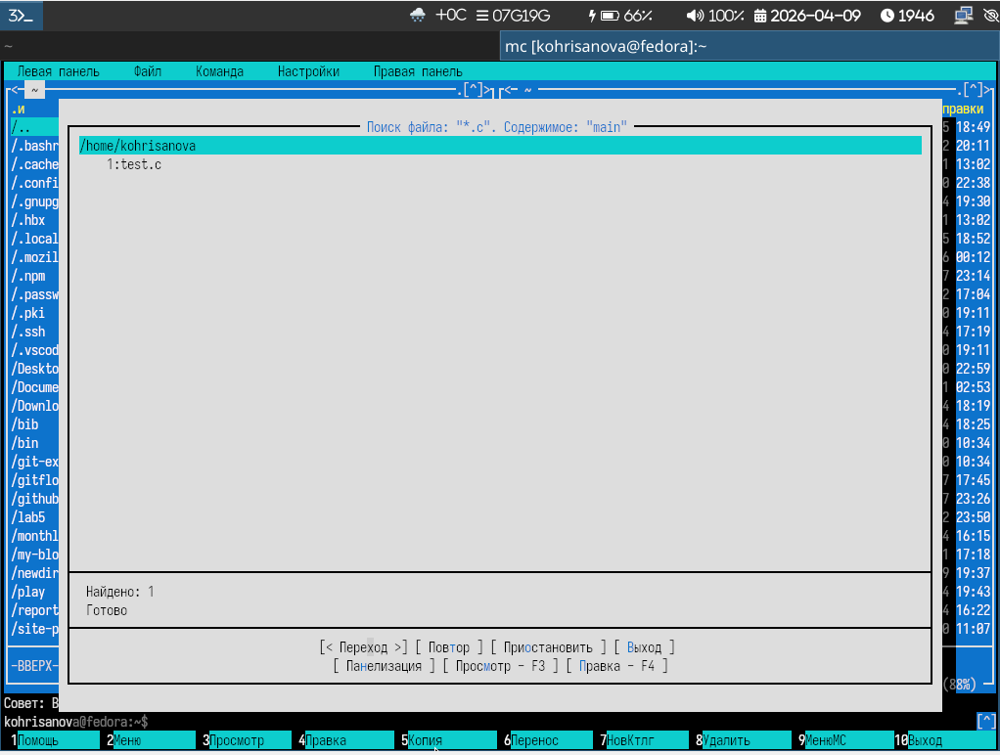 3>_ +0C 07G19G 66% 100% 2026-04-09 1946
~ mc [kohrisanova@fedora]:~
Левая панель Файл Команда Настройки Правая панель
<- ~ .[^]> <- ~ .[^]>
.и правки
/.. 5 18:49
/.bashr 2 20:11
/.cache 1 13:02
/.confi 0 22:38
/.gnupg 4 19:30
/.hbx 1 13:02
/.local 5 18:52
/.mozil 6 00:12
/.npm 7 23:14
/.passw 2 17:04
/.pki 0 19:11
/.ssh 4 17:19
/.vscod 0 19:11
/Deskto 0 22:59
/Docume 1 02:53
/Downlo 4 18:19
/bib 4 18:25
/bin 0 10:34
/git-ex 0 10:34
/gitflo 7 17:45
/github 7 23:26
/lab5 2 23:50
/monthl 4 16:15
/my-blo 1 17:18
/newdir 9 19:37
/play 4 19:43
/report 4 16:22
/site-p 0 11:07
-ВВЕРХ- (88%)
Поиск файла: "*.c". Содержимое: "main"
/home/kohrisanova
1:test.c
Найдено: 1
Готово
[< Переход >] [ Повтор ] [ Приостановить ] [ Выход ]
[ Панелизация ] [ Просмотр - F3 ] [ Правка - F4 ]
Совет: В
kohrisanova@fedora:~$ [^]
1Помощь 2Меню 3Просмотр 4Правка 5Копия 6Перенос 7НовКтлг 8Удалить 9МенюМС 10Выход